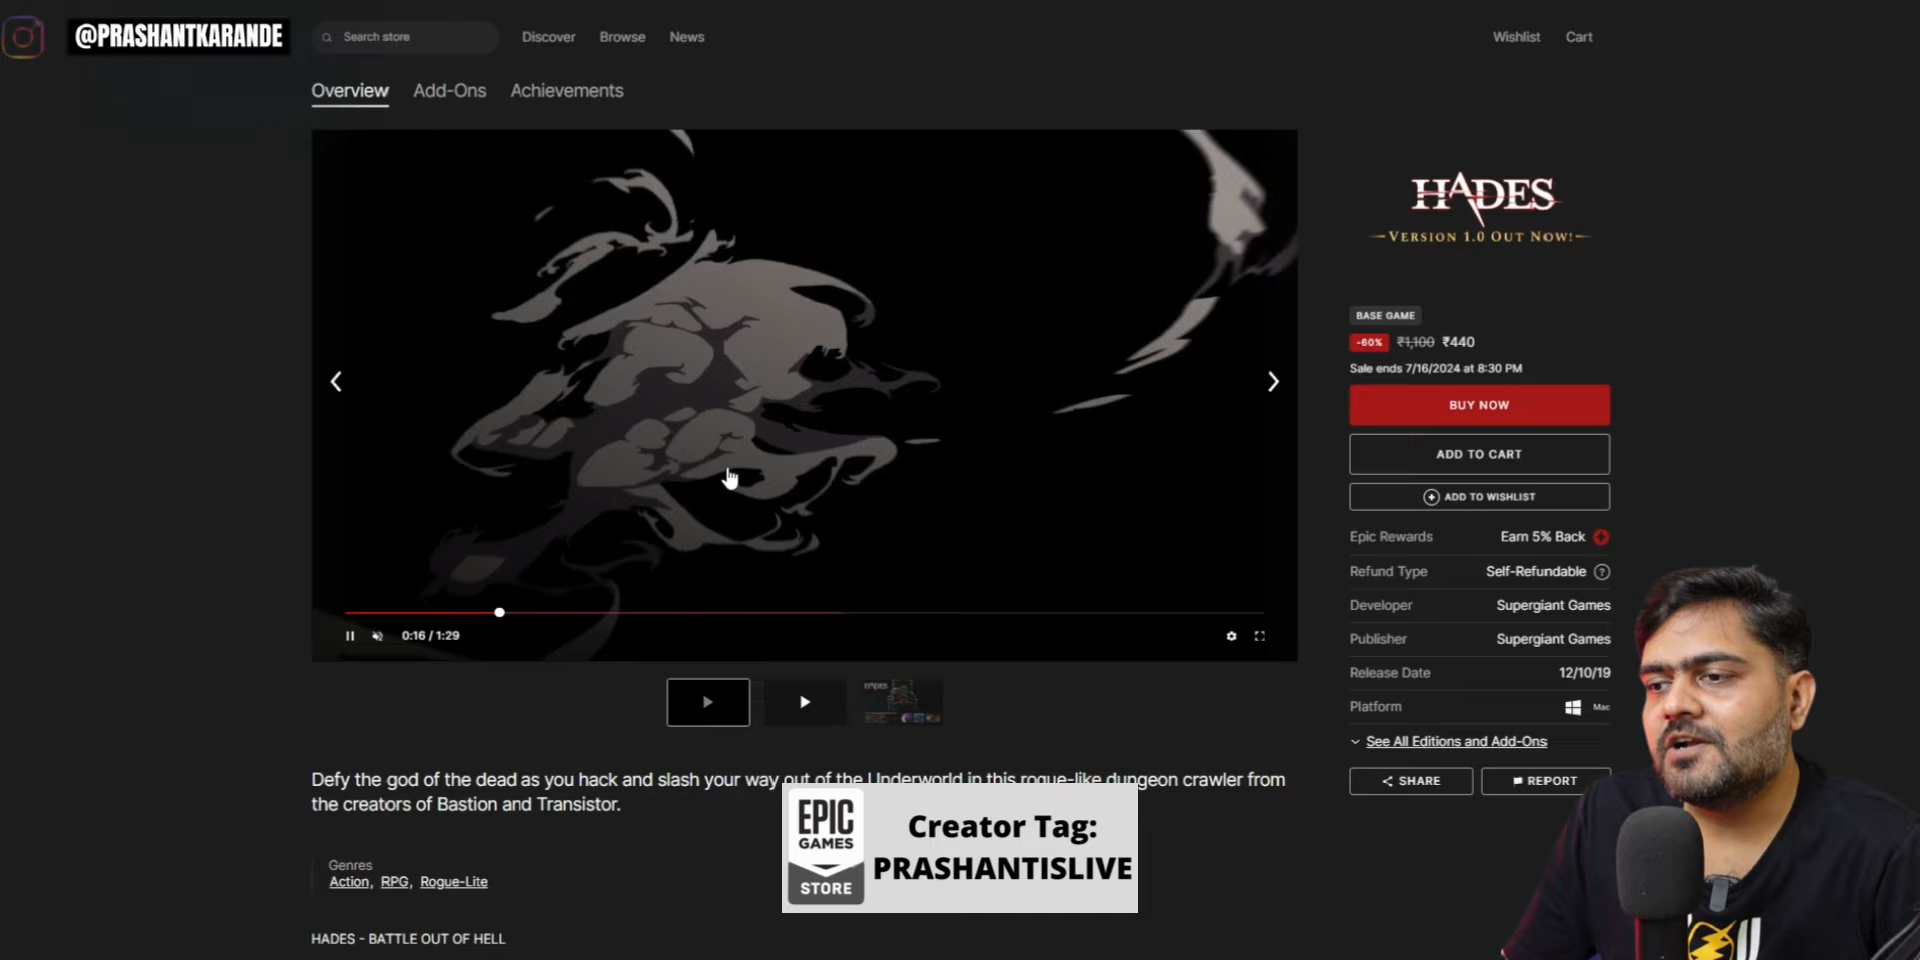 @PRASHANTKARANDE
Search store
Discover
Browse
News
Wishlist
Cart
Overview
Add-Ons
Achievements
HADES
VERSION 1.0 OUT NOW!
BASE GAME
-60% ₹1,100 ₹440
Sale ends 7/16/2024 at 8:30 PM
BUY NOW
ADD TO CART
ADD TO WISHLIST
Epic Rewards Earn 5% Back
Refund Type Self-Refundable
Developer Supergiant Games
Publisher Supergiant Games
Release Date 12/10/19
Platform Mac
See All Editions and Add-Ons
SHARE
REPORT
0:16 / 1:29
HADES
Defy the god of the dead as you hack and slash your way out of the Underworld in this rogue-like dungeon crawler from
the creators of Bastion and Transistor.
Genres
Action, RPG, Rogue-Lite
HADES - BATTLE OUT OF HELL
EPIC
GAMES
STORE
Creator Tag:
PRASHANTISLIVE